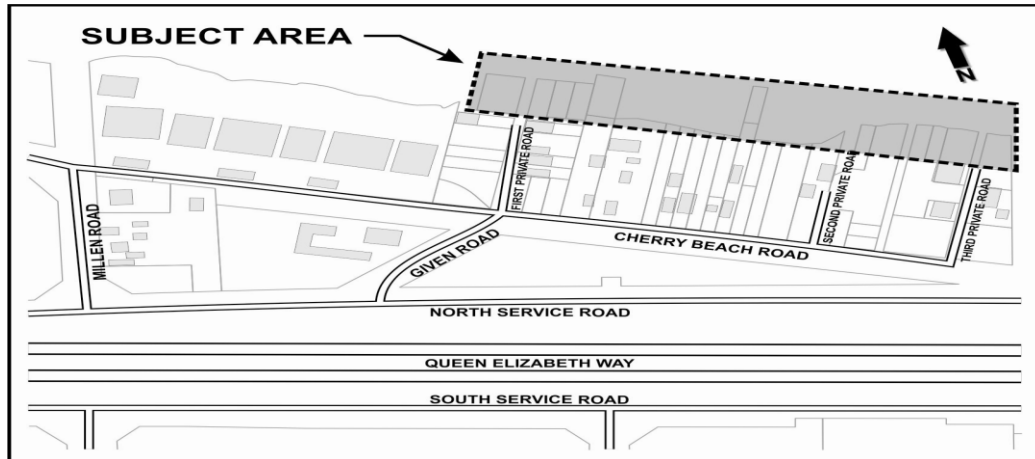 SUBJECT AREA
N
FIRST PRIVATE ROAD
SECOND PRIVATE ROAD
THIRD PRIVATE ROAD
MILLEN ROAD
GIVEN ROAD
CHERRY BEACH ROAD
NORTH SERVICE ROAD
QUEEN ELIZABETH WAY
SOUTH SERVICE ROAD